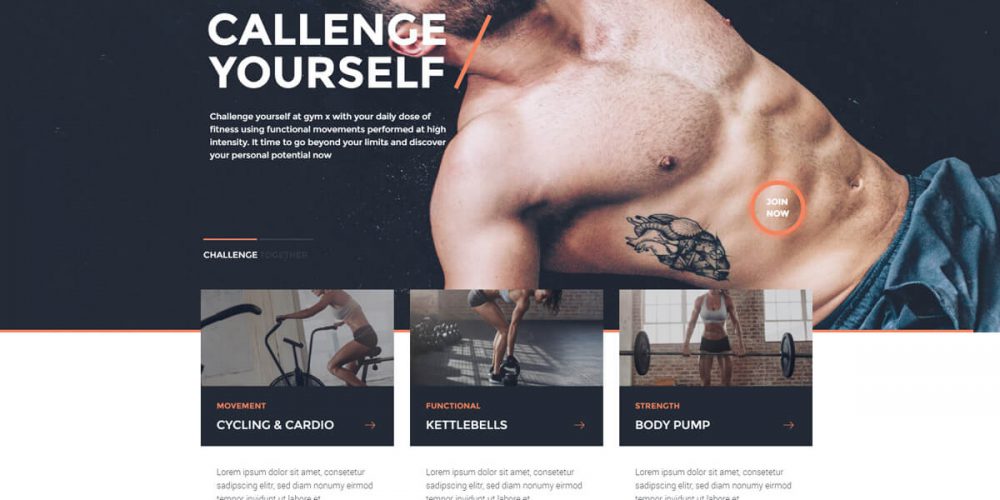 CALLENGE
YOURSELF
Challenge yourself at gym x with your daily dose of
fitness using functional movements performed at high
intensity. It time to go beyond your limits and discover
your personal potential now
JOIN
NOW
CHALLENGE TOGETHER
MOVEMENT
CYCLING & CARDIO
FUNCTIONAL
KETTLEBELLS
STRENGTH
BODY PUMP
Lorem ipsum dolor sit amet, consetetur
sadipscing elitr, sed diam nonumy eirmod
tempor invidunt ut labore et
Lorem ipsum dolor sit amet, consetetur
sadipscing elitr, sed diam nonumy eirmod
tempor invidunt ut labore et
Lorem ipsum dolor sit amet, consetetur
sadipscing elitr, sed diam nonumy eirmod
tempor invidunt ut labore et